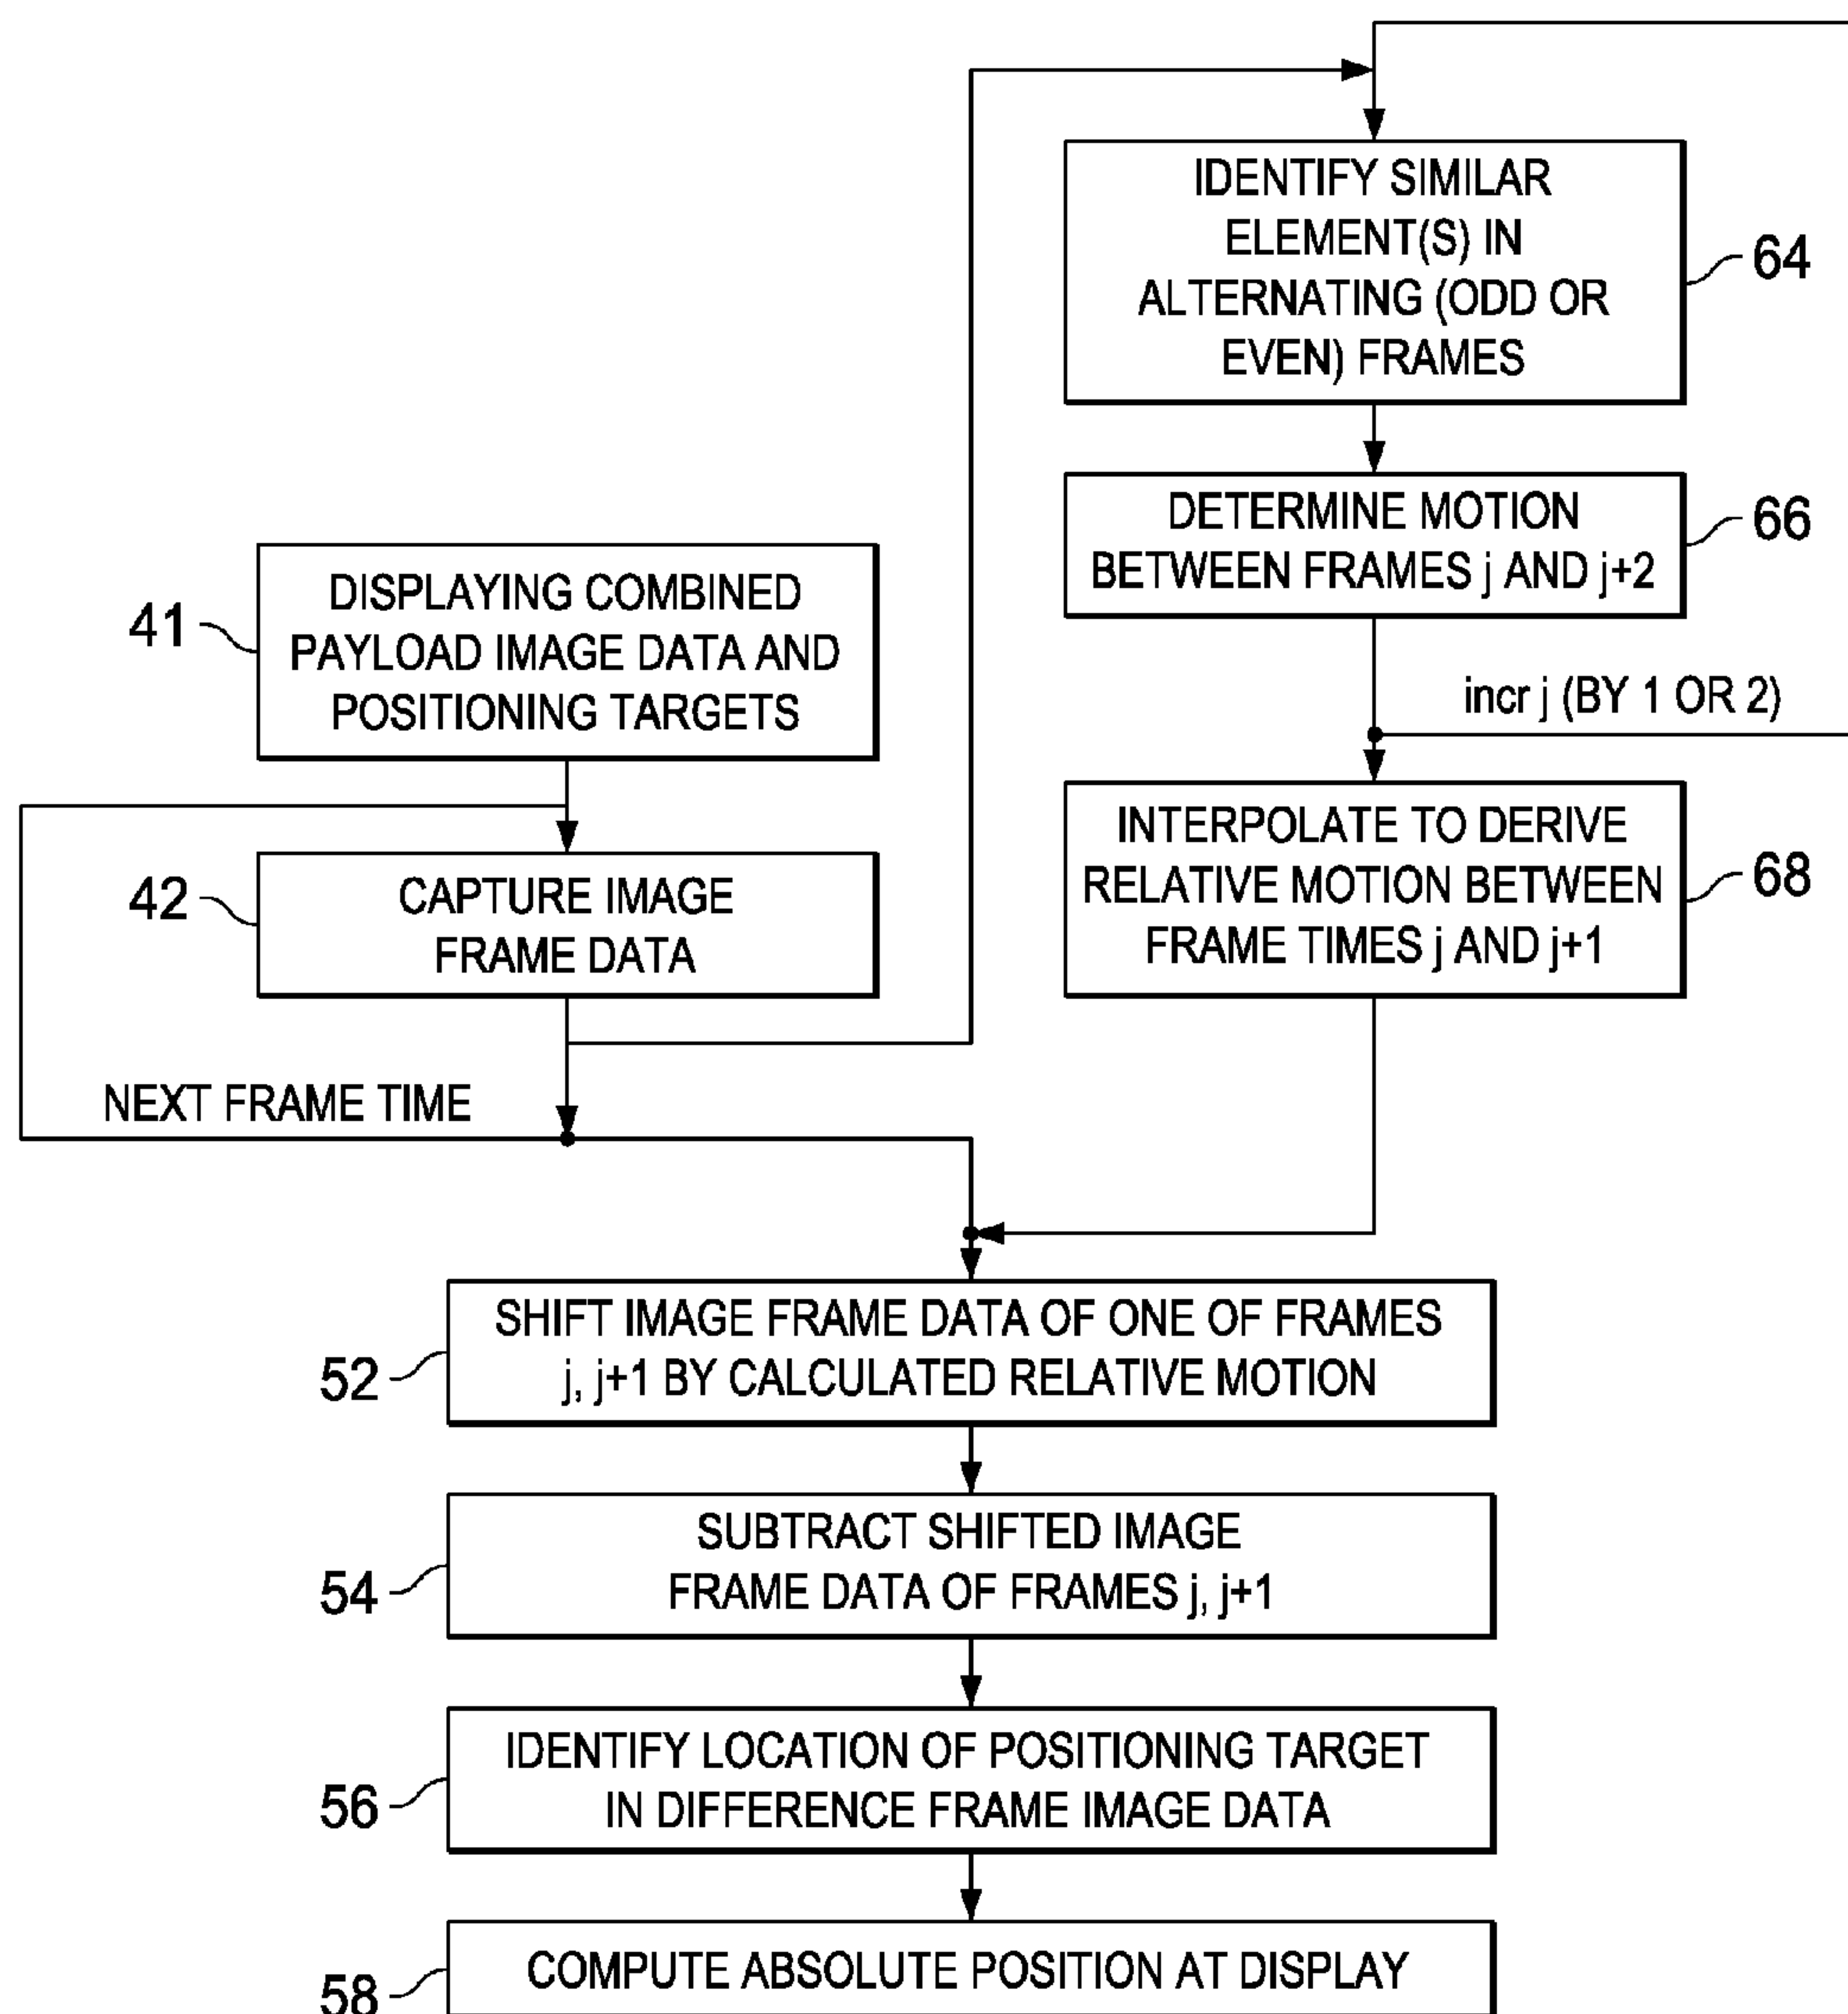 IDENTIFY SIMILAR
ELEMENT(S) IN
ALTERNATING (ODD OR
EVEN) FRAMES
64
DETERMINE MOTION
BETWEEN FRAMES j AND j+2
66
incr j (BY 1 OR 2)
INTERPOLATE TO DERIVE
RELATIVE MOTION BETWEEN
FRAME TIMES j AND j+1
68
41
DISPLAYING COMBINED
PAYLOAD IMAGE DATA AND
POSITIONING TARGETS
42
CAPTURE IMAGE
FRAME DATA
NEXT FRAME TIME
SHIFT IMAGE FRAME DATA OF ONE OF FRAMES
j, j+1 BY CALCULATED RELATIVE MOTION
52
SUBTRACT SHIFTED IMAGE
FRAME DATA OF FRAMES j, j+1
54
IDENTIFY LOCATION OF POSITIONING TARGET
IN DIFFERENCE FRAME IMAGE DATA
56
COMPUTE ABSOLUTE POSITION AT DISPLAY
58